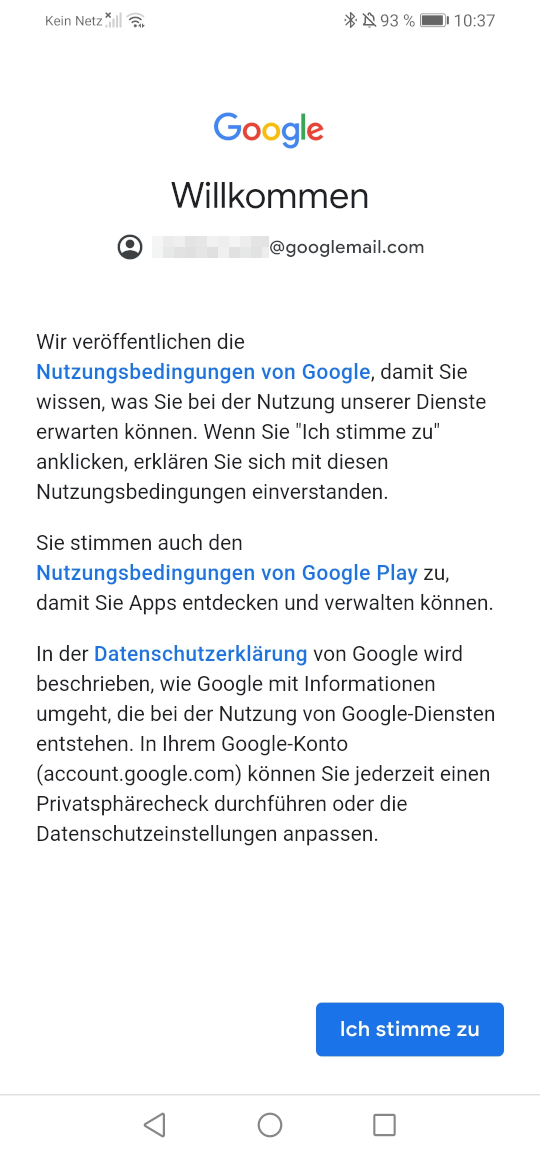 Kein Netz
93 % 10:37
Google
Willkommen
@googlemail.com
Wir veröffentlichen die
Nutzungsbedingungen von Google, damit Sie
wissen, was Sie bei der Nutzung unserer Dienste
erwarten können. Wenn Sie "Ich stimme zu"
anklicken, erklären Sie sich mit diesen
Nutzungsbedingungen einverstanden.
Sie stimmen auch den
Nutzungsbedingungen von Google Play zu,
damit Sie Apps entdecken und verwalten können.
In der Datenschutzerklärung von Google wird
beschrieben, wie Google mit Informationen
umgeht, die bei der Nutzung von Google-Diensten
entstehen. In Ihrem Google-Konto
(account.google.com) können Sie jederzeit einen
Privatsphärecheck durchführen oder die
Datenschutzeinstellungen anpassen.
Ich stimme zu